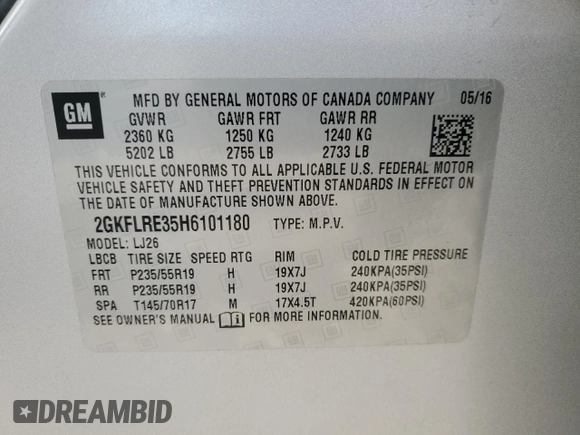 GM
MFD BY GENERAL MOTORS OF CANADA COMPANY 05/16
GVWR GAWR FRT GAWR RR
2360 KG 1250 KG 1240 KG
5202 LB 2755 LB 2733 LB
THIS VEHICLE CONFORMS TO ALL APPLICABLE U.S. FEDERAL MOTOR
VEHICLE SAFETY AND THEFT PREVENTION STANDARDS IN EFFECT ON
THE DATE OF MANUFACTURE SHOWN ABOVE.
2GKFLRE35H6101180 TYPE: M.P.V.
MODEL: LJ26
LBCB TIRE SIZE SPEED RTG RIM COLD TIRE PRESSURE
FRT P235/55R19 H 19X7J 240KPA(35PSI)
RR P235/55R19 H 19X7J 240KPA(35PSI)
SPA T145/70R17 M 17X4.5T 420KPA(60PSI)
SEE OWNER'S MANUAL FOR MORE INFORMATION
DREAMBID